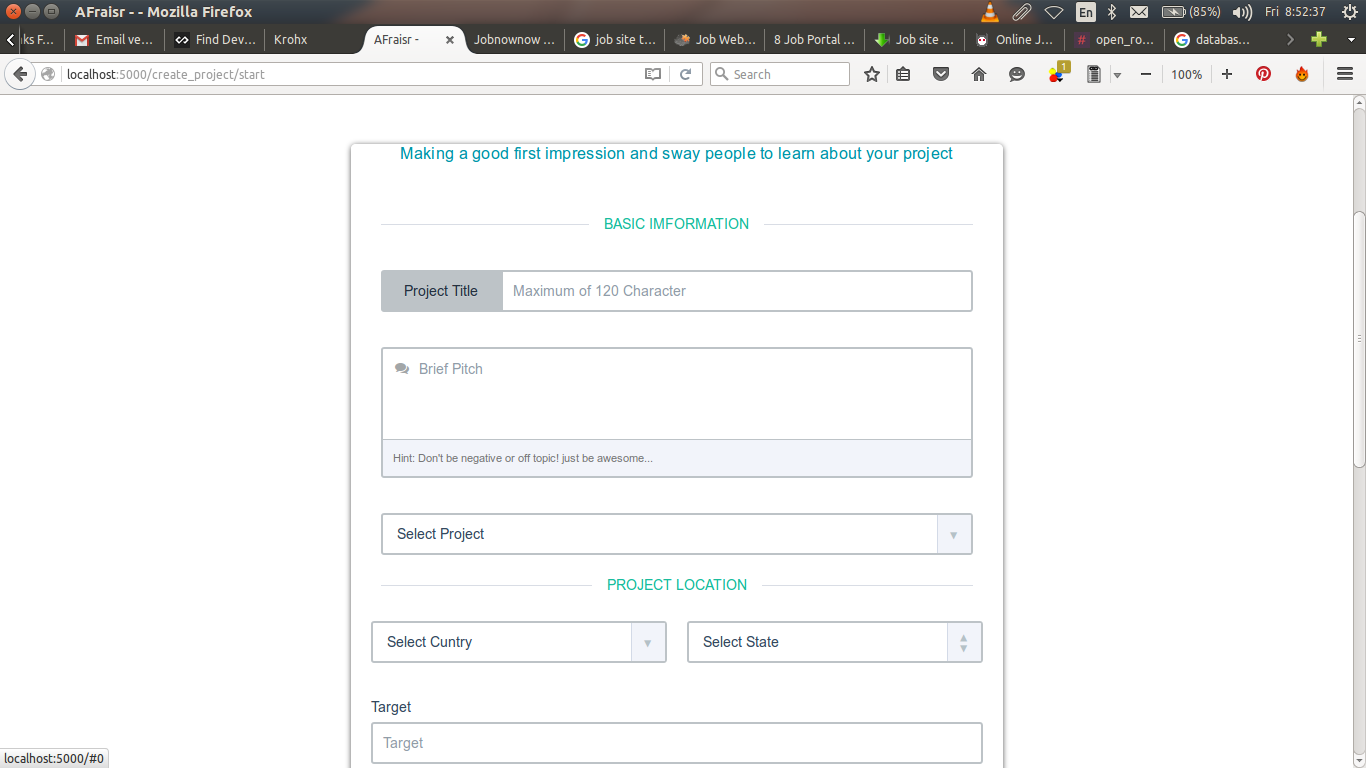 AFraisr - - Mozilla Firefox
En
(85%)
Fri 8:52:37
ks F...
Email ve...
Find Dev...
Krohx
AFraisr -
Jobnownow ...
job site t...
Job Web...
8 Job Portal ...
Job site ...
Online J...
open_ro...
databas...
localhost:5000/create_project/start
Search
1
100%
Making a good first impression and sway people to learn about your project
BASIC IMFORMATION
Project Title
Maximum of 120 Character
Brief Pitch
Hint: Don't be negative or off topic! just be awesome...
Select Project
PROJECT LOCATION
Select Cuntry
Select State
Target
Target
localhost:5000/#0